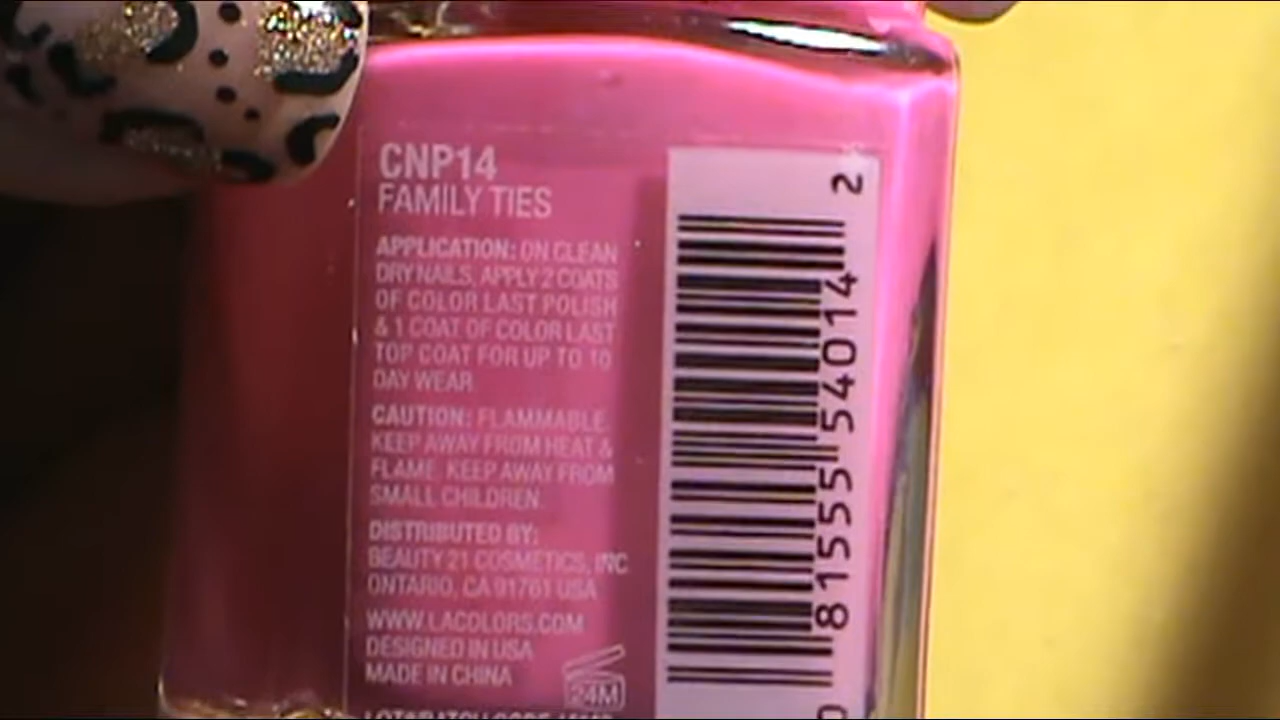 CNP14
FAMILY TIES
APPLICATION: ON CLEAN
DRY NAILS, APPLY 2 COATS
OF COLOR LAST POLISH
& 1 COAT OF COLOR LAST
TOP COAT FOR UP TO 10
DAY WEAR.
CAUTION: FLAMMABLE.
KEEP AWAY FROM HEAT &
FLAME. KEEP AWAY FROM
SMALL CHILDREN.
DISTRIBUTED BY:
BEAUTY 21 COSMETICS, INC
ONTARIO, CA 91761 USA
WWW.LACOLORS.COM
DESIGNED IN USA
MADE IN CHINA
24M
0 81555 54014 2